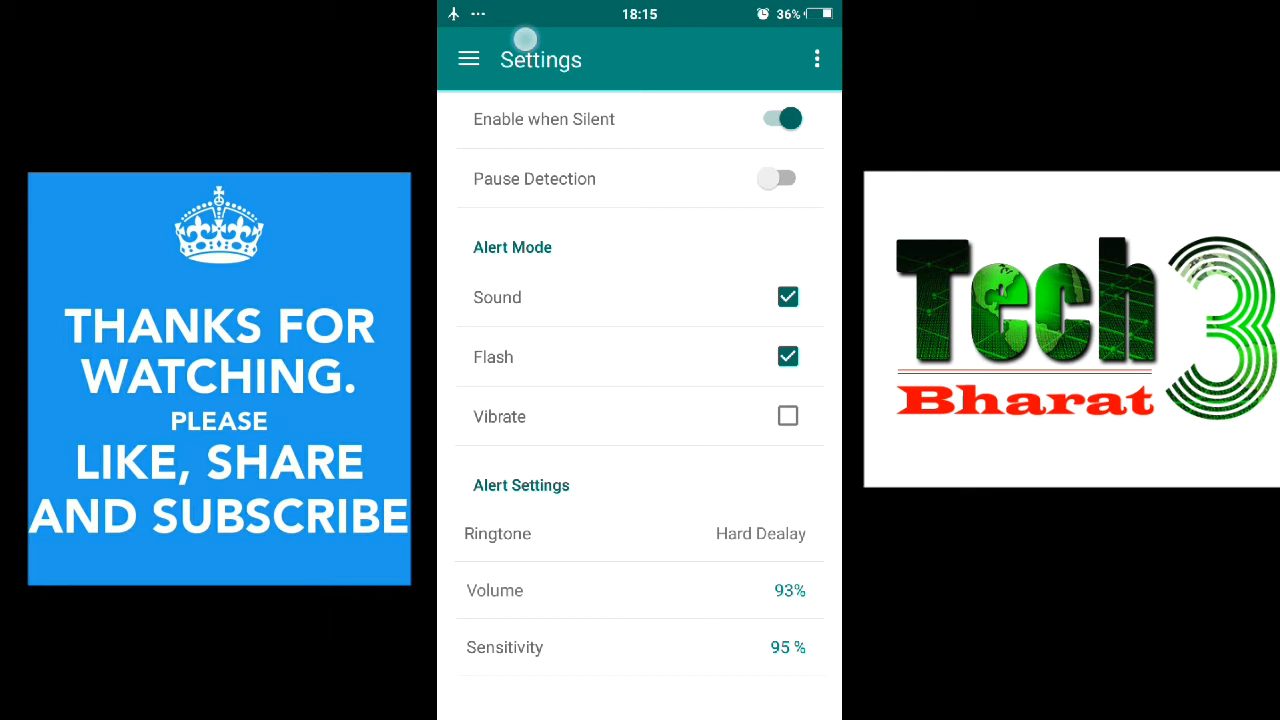 THANKS FOR
WATCHING.
PLEASE
LIKE, SHARE
AND SUBSCRIBE
18:15
36%
Settings
Enable when Silent
Pause Detection
Alert Mode
Sound
Flash
Vibrate
Alert Settings
Ringtone Hard Dealay
Volume 93%
Sensitivity 95 %
Tech 3
Bharat